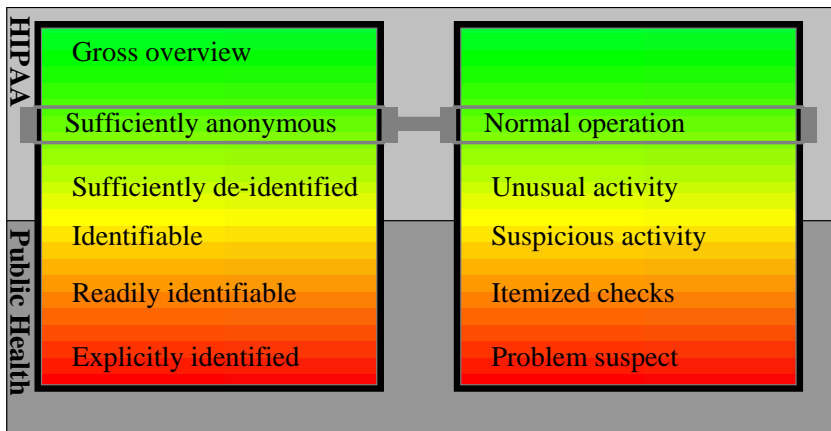 HIPAA
Public Health
Gross overview
Sufficiently anonymous
Sufficiently de-identified
Identifiable
Readily identifiable
Explicitly identified
Normal operation
Unusual activity
Suspicious activity
Itemized checks
Problem suspect